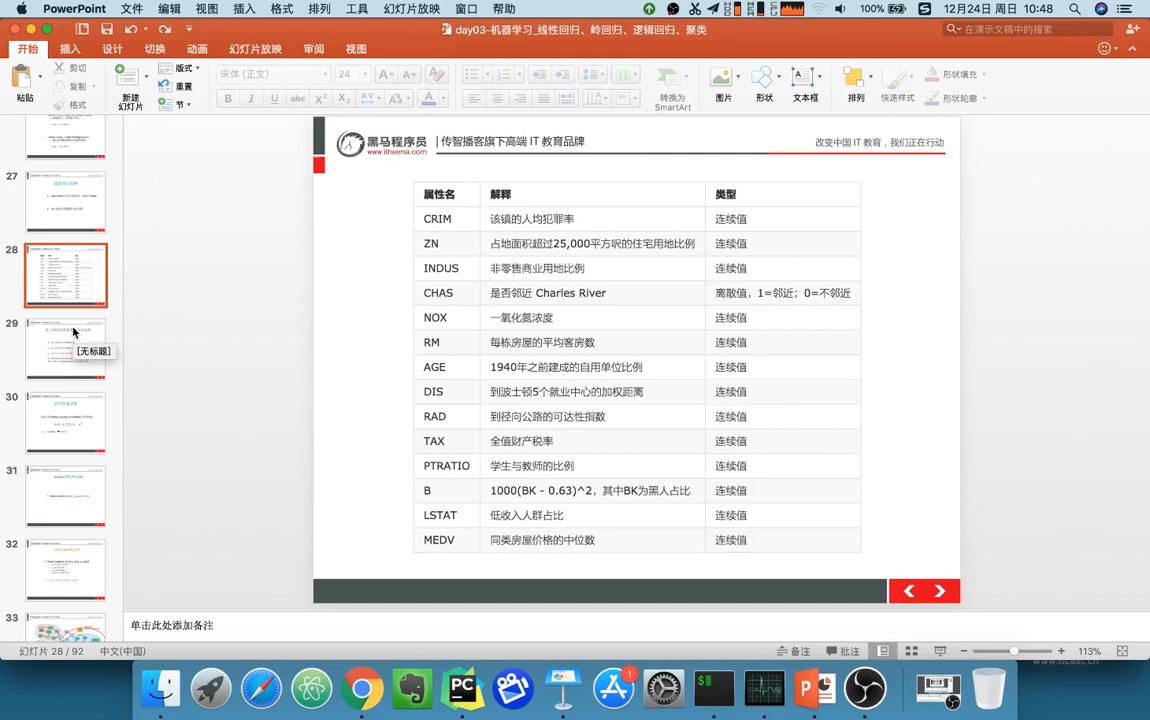 PowerPoint 文件 编辑 视图 插入 格式 排列 工具 幻灯片放映 窗口 帮助 100% 12月24日 周日 10:48
day03-机器学习_线性回归、岭回归、逻辑回归、聚类
在演示文稿中搜索
开始 插入 设计 切换 动画 幻灯片放映 审阅 视图
粘贴 剪切 复制 格式 新建幻灯片 版式 重置 节 宋体 (正文) 24 转换为 SmartArt 图片 形状 文本框 排列 快速样式 形状填充 形状轮廓
27
28
29
[无标题]
30
31
32
33
黑马程序员 | 传智播客旗下高端 IT 教育品牌
www.itheima.com
改变中国 IT 教育，我们正在行动
属性名 解释 类型
CRIM 该镇的人均犯罪率 连续值
ZN 占地面积超过25,000平方呎的住宅用地比例 连续值
INDUS 非零售商业用地比例 连续值
CHAS 是否邻近 Charles River 离散值，1=邻近；0=不邻近
NOX 一氧化氮浓度 连续值
RM 每栋房屋的平均客房数 连续值
AGE 1940年之前建成的自用单位比例 连续值
DIS 到波士顿5个就业中心的加权距离 连续值
RAD 到径向公路的可达性指数 连续值
TAX 全值财产税率 连续值
PTRATIO 学生与教师的比例 连续值
B 1000(BK - 0.63)^2，其中BK为黑人占比 连续值
LSTAT 低收入人群占比 连续值
MEDV 同类房屋价格的中位数 连续值
单击此处添加备注
幻灯片 28 / 92 中文(中国) 备注 批注 113%